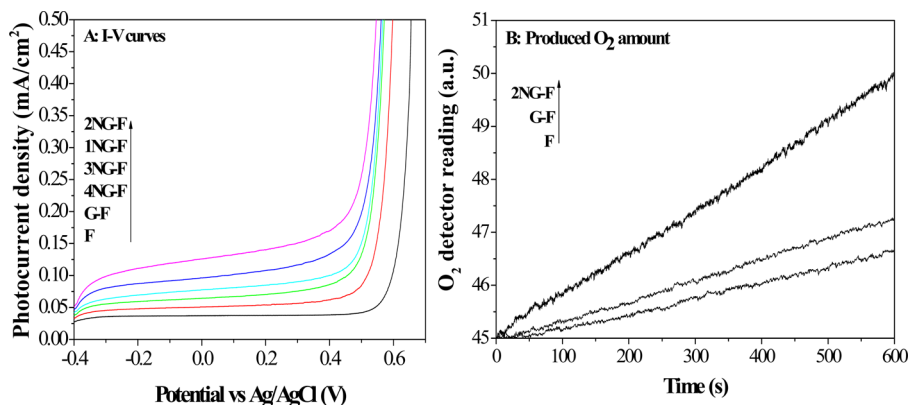 A: I-V curves
Photocurrent density (mA/cm²)
0.50
0.45
0.40
0.35
0.30
0.25
0.20
0.15
0.10
0.05
0.00
2NG-F
1NG-F
3NG-F
4NG-F
G-F
F
-0.4 -0.2 0.0 0.2 0.4 0.6
Potential vs Ag/AgCl (V)
B: Produced O₂ amount
O₂ detector reading (a.u.)
51
50
49
47
46
45
2NG-F
G-F
F
0 100 200 300 400 500 600
Time (s)